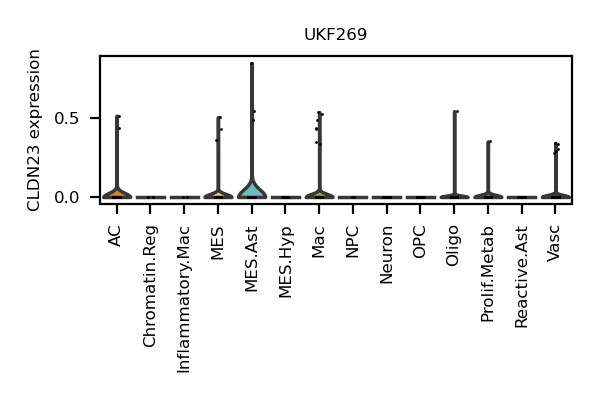 UKF269
CLDN23 expression
0.5
0.0
AC
Chromatin.Reg
Inflammatory.Mac
MES
MES.Ast
MES.Hyp
Mac
NPC
Neuron
OPC
Oligo
Prolif.Metab
Reactive.Ast
Vasc